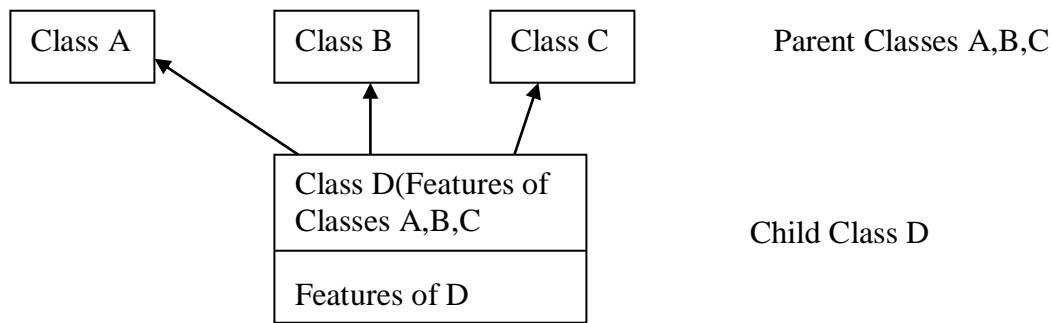 Class A
Class B
Class C
Parent Classes A,B,C
Class D(Features of
Classes A,B,C
Child Class D
Features of D